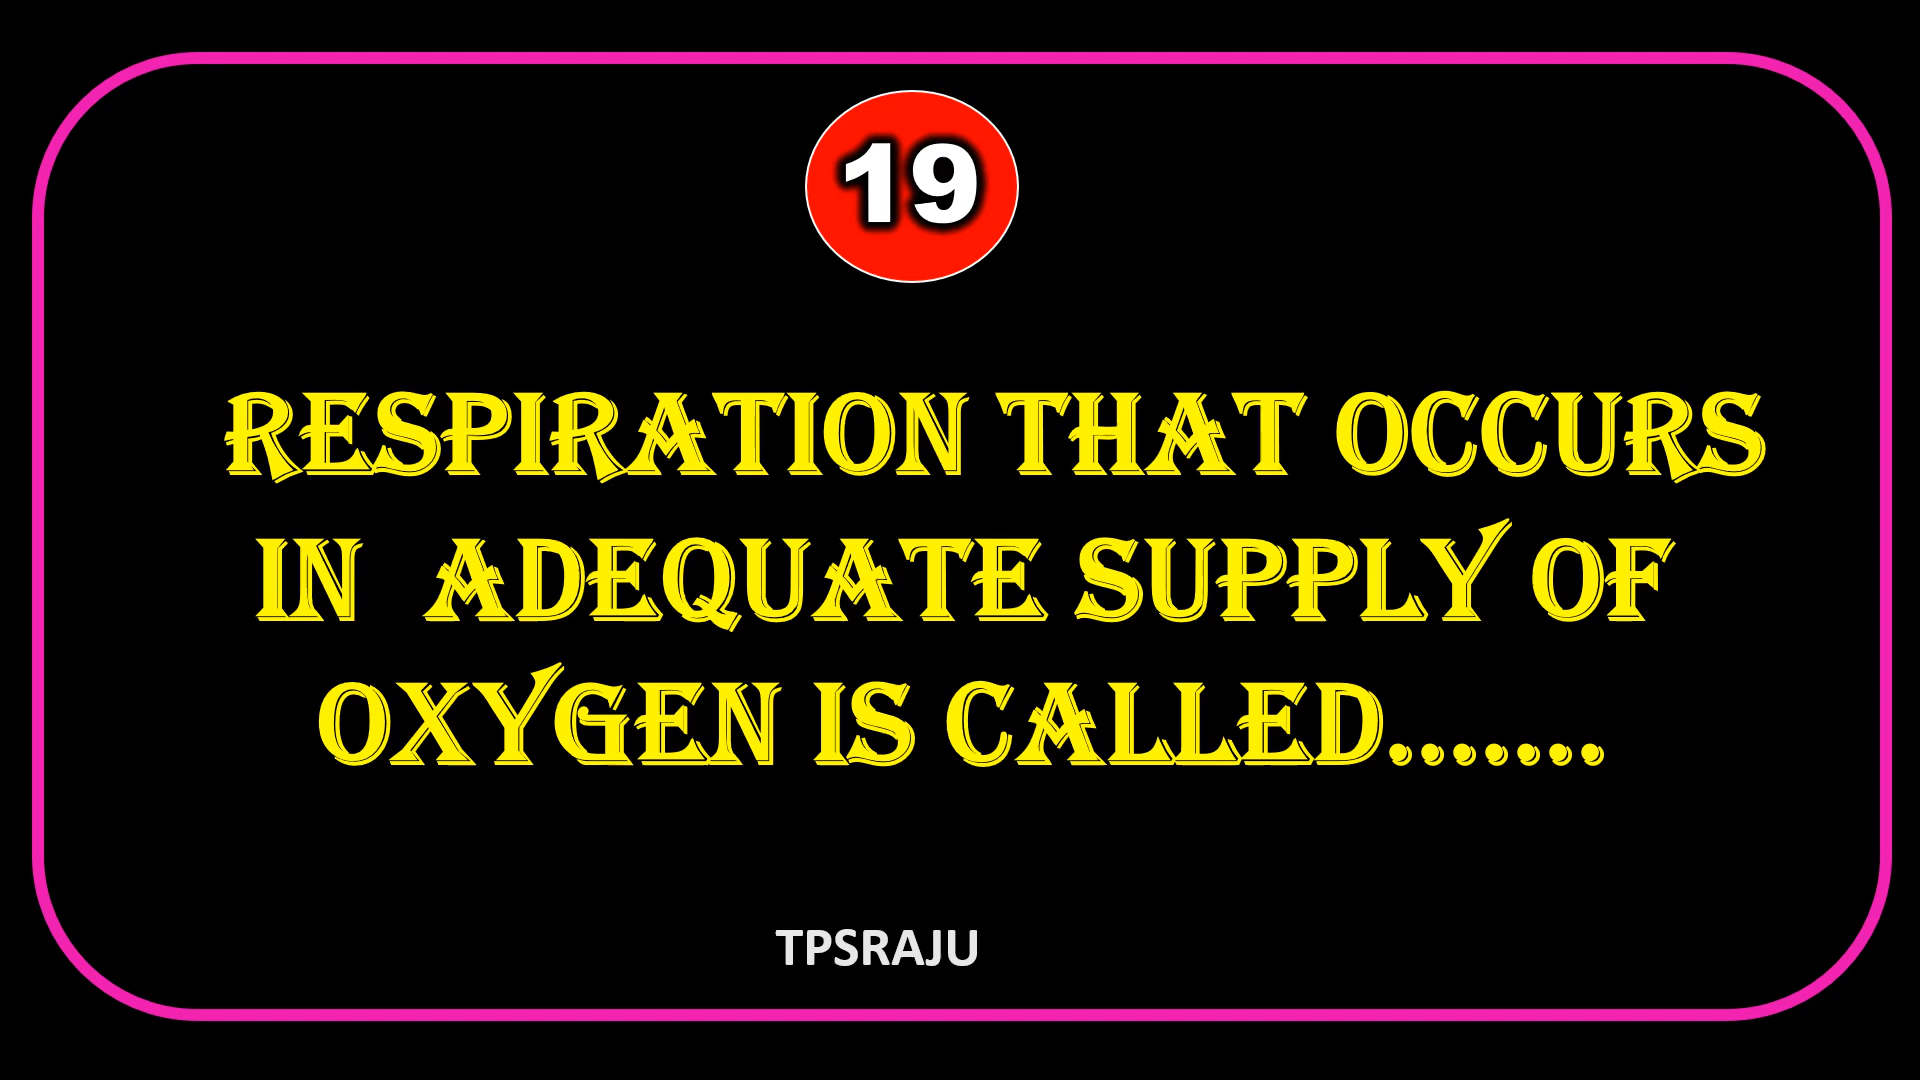 19
RESPIRATION THAT OCCURS
IN ADEQUATE SUPPLY OF
OXYGEN IS CALLED.......
TPSRAJU